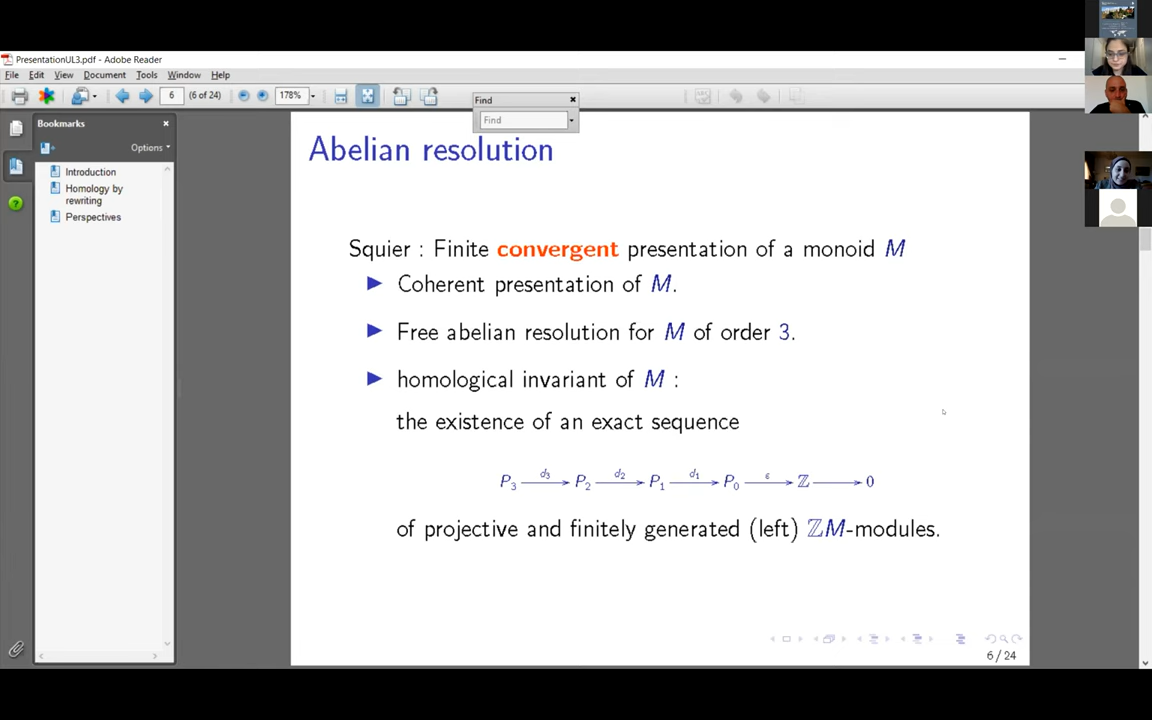 PresentationUL3.pdf - Adobe Reader
File Edit View Document Tools Window Help
6 (6 of 24) 178%
Find
Find
Bookmarks
Options
Introduction
Homology by
rewriting
Perspectives
Abelian resolution
Squier : Finite convergent presentation of a monoid M
▶ Coherent presentation of M.
▶ Free abelian resolution for M of order 3.
▶ homological invariant of M :
the existence of an exact sequence
P₃ —d₃→ P₂ —d₂→ P₁ —d₁→ P₀ —ϵ→ ℤ → 0
of projective and finitely generated (left) ℤM-modules.
6 / 24